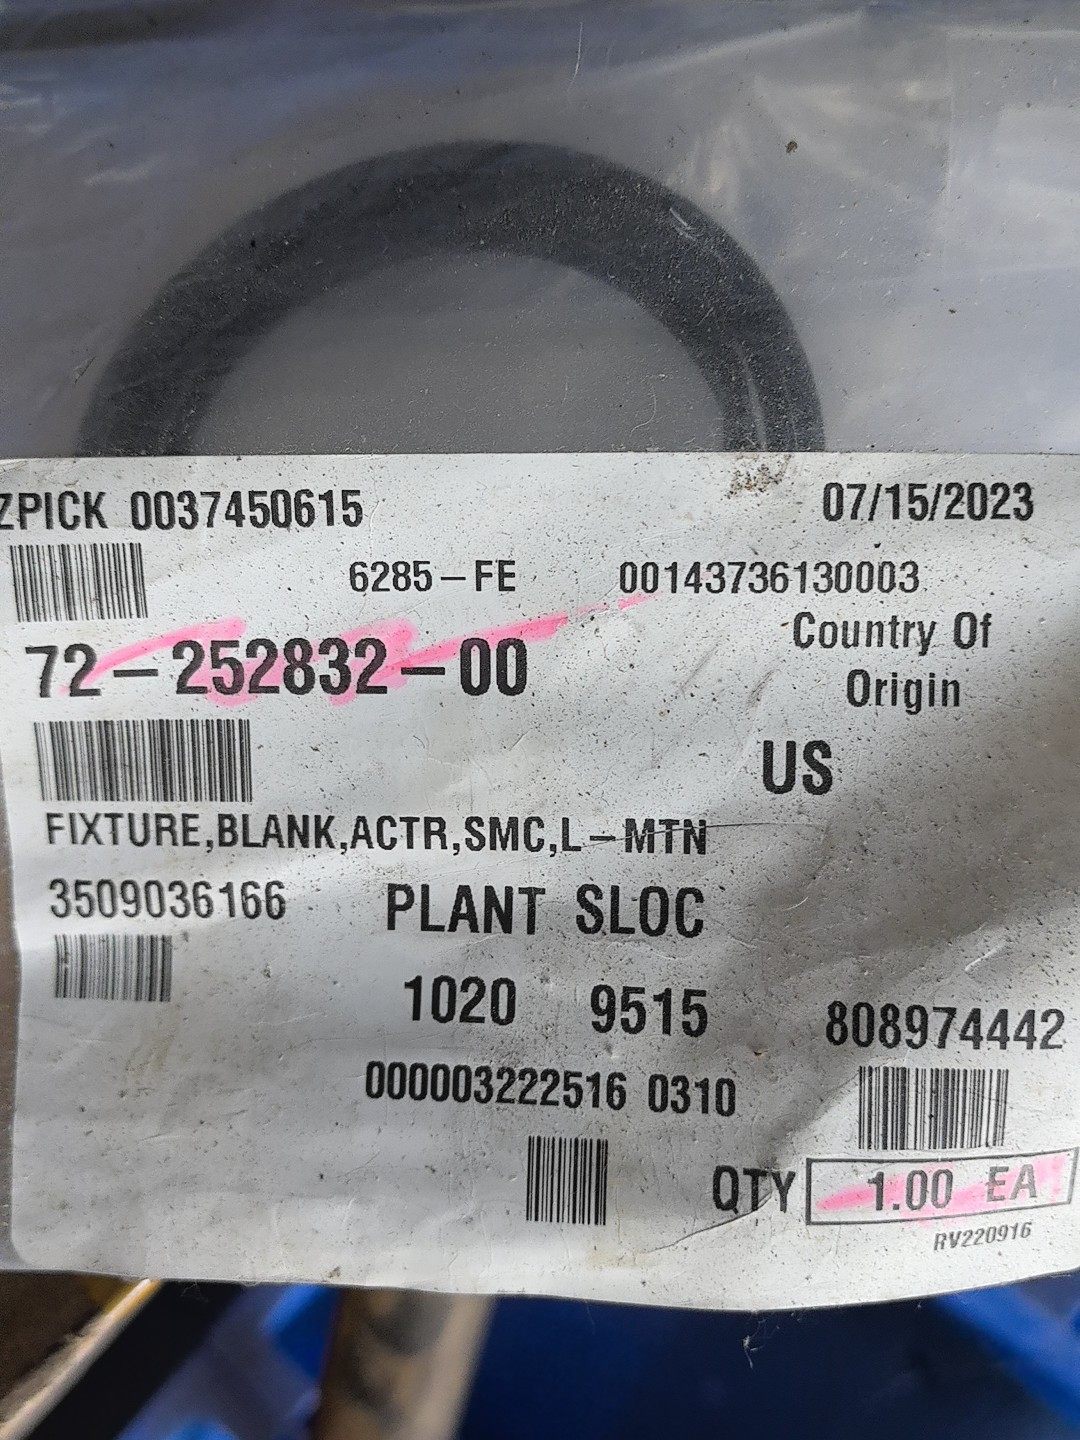 ZPICK 0037450615
07/15/2023
6285-FE
00143736130003
72-252832-00
Country Of
Origin
US
FIXTURE,BLANK,ACTR,SMC,L-MTN
3509036166
PLANT SLOC
1020 9515
808974442
000003222516 0310
QTY 1.00 EA
RV220916